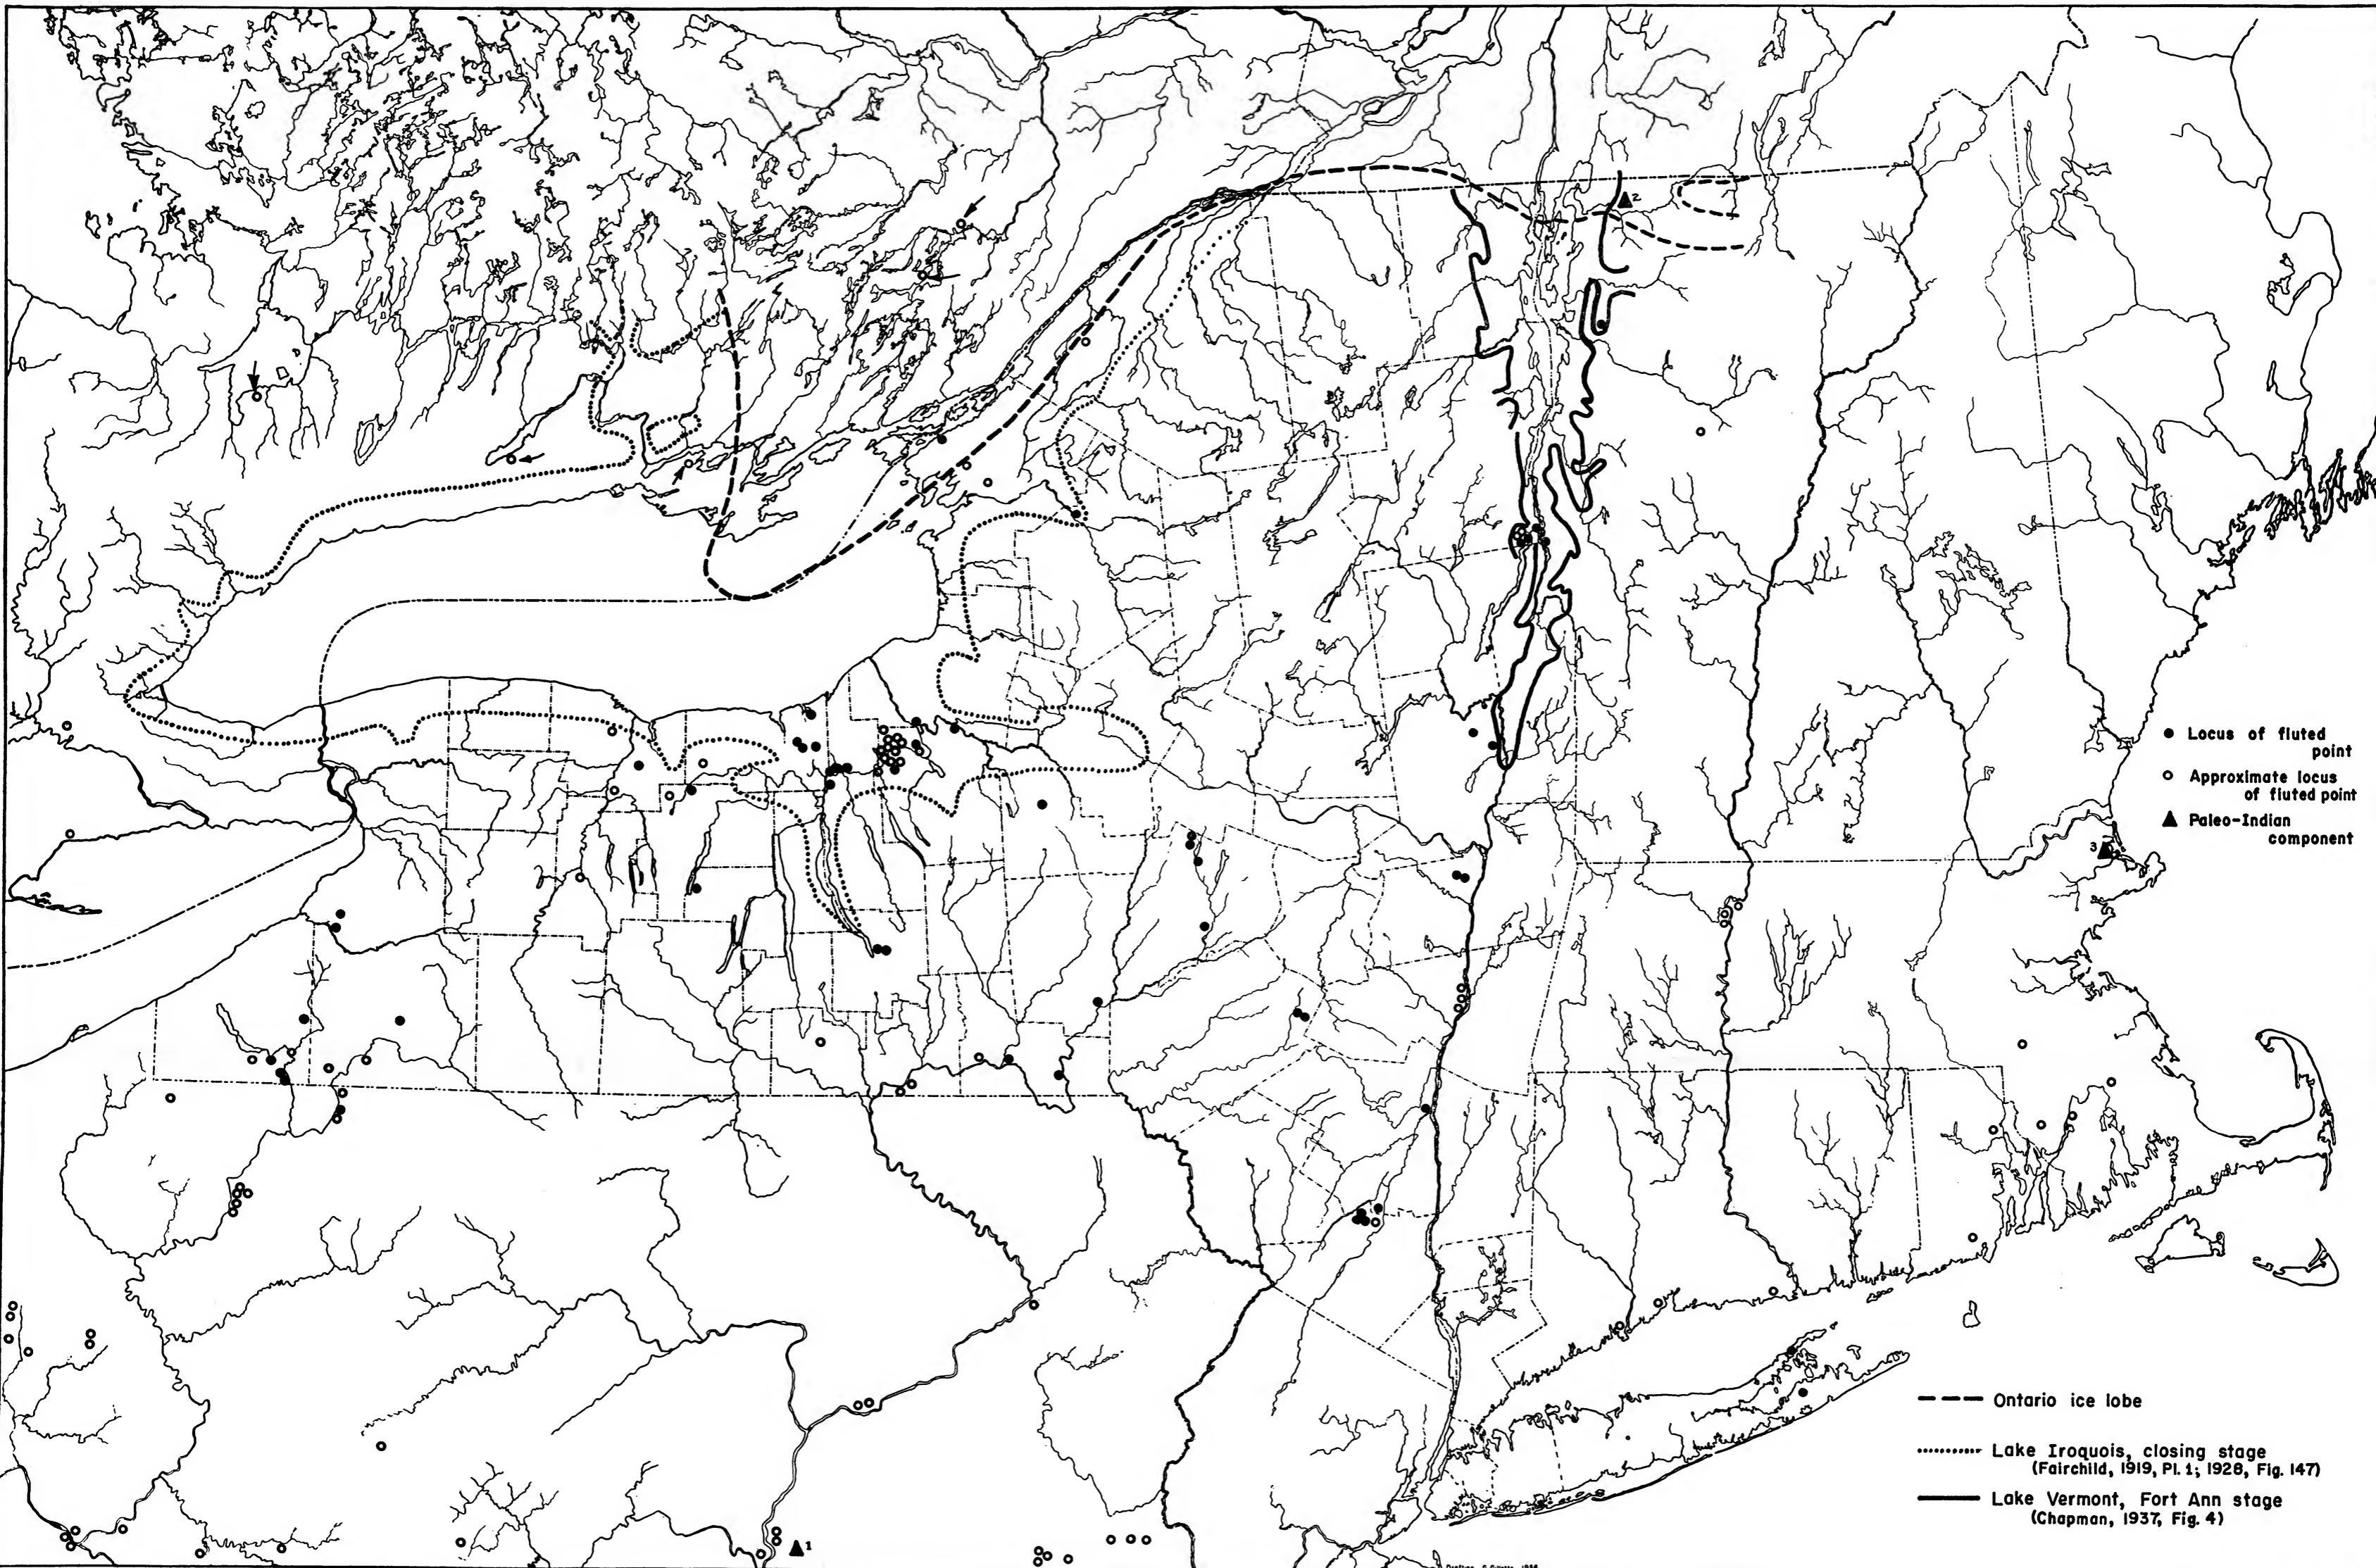 2
● Locus of fluted
point
○ Approximate locus
of fluted point
▲ Paleo-Indian
component
3
Ontario ice lobe
Lake Iroquois, closing stage
(Fairchild, 1919, Pl. 1; 1928, Fig. 147)
Lake Vermont, Fort Ann stage
(Chapman, 1937, Fig. 4)
1